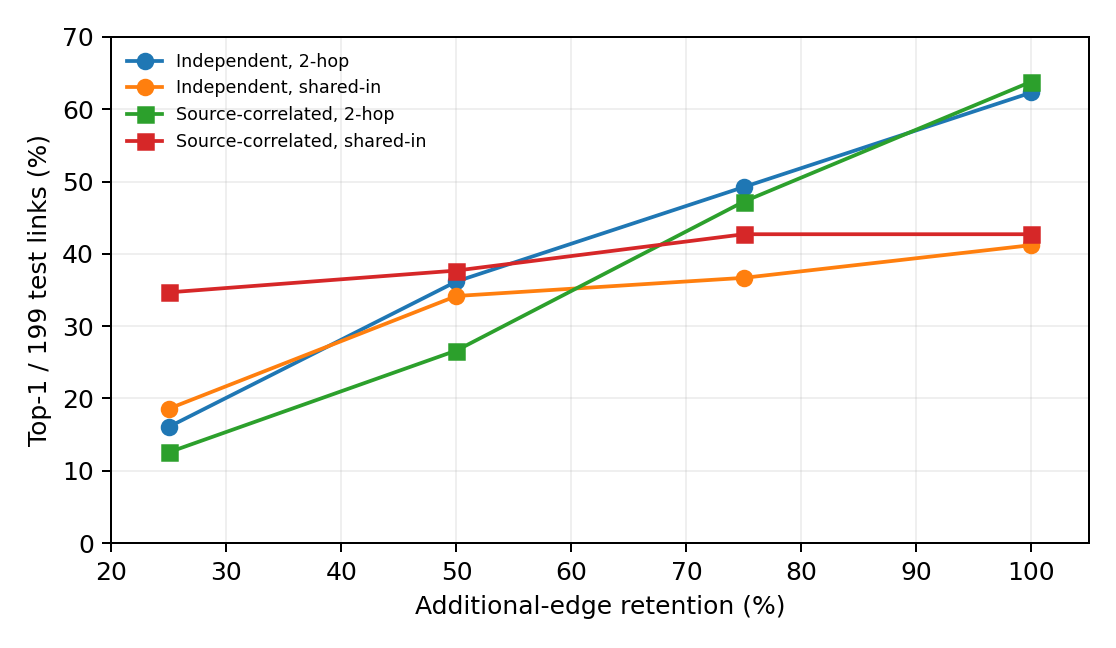 70
60
50
40
30
20
10
0
Top-1 / 199 test links (%)
Independent, 2-hop
Independent, shared-in
Source-correlated, 2-hop
Source-correlated, shared-in
20 30 40 50 60 70 80 90 100
Additional-edge retention (%)